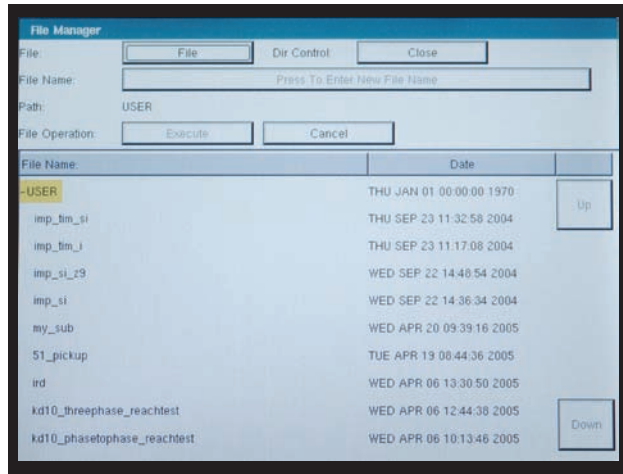 File Manager
File: File Dir Control: Close
File Name: Press To Enter New File Name
Path: USER
File Operation: Execute Cancel
File Name: Date
-USER THU JAN 01 00:00:00 1970 Up
imp_tim_si THU SEP 23 11:32:58 2004
imp_tim_i THU SEP 23 11:17:08 2004
imp_si_z9 WED SEP 22 14:48:54 2004
imp_si WED SEP 22 14:36:34 2004
my_sub WED APR 20 09:39:16 2005
51_pickup TUE APR 19 08:44:36 2005
ird WED APR 06 13:30:50 2005
kd10_threephase_reachtest WED APR 06 12:44:38 2005 Down
kd10_phasetophase_reachtest WED APR 06 10:13:46 2005